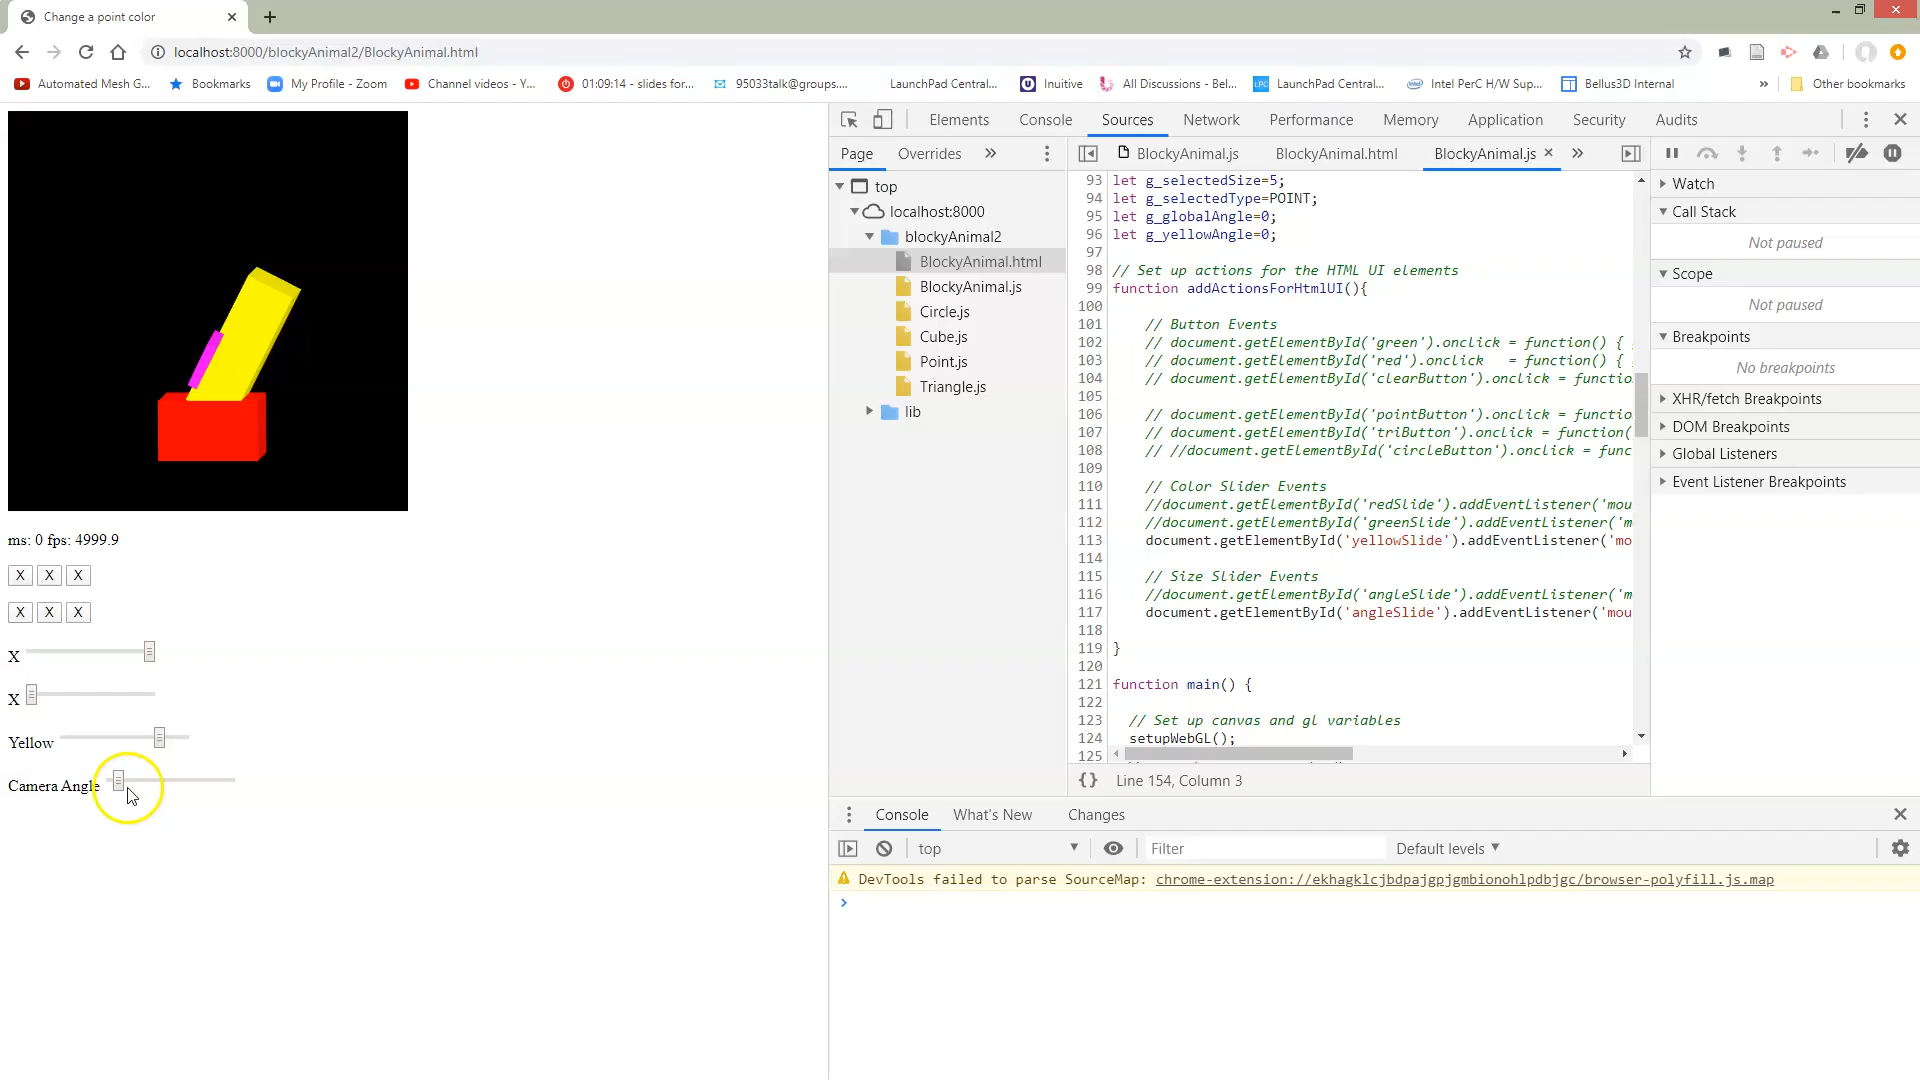 Change a point color
localhost:8000/blockyAnimal2/BlockyAnimal.html
Automated Mesh G... Bookmarks My Profile - Zoom Channel videos - Y... 01:09:14 - slides for... 95033talk@groups.... LaunchPad Central... Inuitive All Discussions - Bel... LaunchPad Central... Intel PerC H/W Sup... Bellus3D Internal » Other bookmarks
Elements Console Sources Network Performance Memory Application Security Audits
Page Overrides »
BlockyAnimal.js BlockyAnimal.html BlockyAnimal.js »
top
localhost:8000
blockyAnimal2
BlockyAnimal.html
BlockyAnimal.js
Circle.js
Cube.js
Point.js
Triangle.js
lib
93 let g_selectedSize=5;
94 let g_selectedType=POINT;
95 let g_globalAngle=0;
96 let g_yellowAngle=0;
97
98 // Set up actions for the HTML UI elements
99 function addActionsForHtmlUI(){
100
101 // Button Events
102 // document.getElementById('green').onclick = function() {
103 // document.getElementById('red').onclick = function() {
104 // document.getElementById('clearButton').onclick = functio
105
106 // document.getElementById('pointButton').onclick = function
107 // document.getElementById('triButton').onclick = function(
108 // //document.getElementById('circleButton').onclick = func
109
110 // Color Slider Events
111 //document.getElementById('redSlide').addEventListener('mou
112 //document.getElementById('greenSlide').addEventListener('m
113 document.getElementById('yellowSlide').addEventListener('mo
114
115 // Size Slider Events
116 //document.getElementById('angleSlide').addEventListener('m
117 document.getElementById('angleSlide').addEventListener('mou
118
119 }
120
121 function main() {
122
123 // Set up canvas and gl variables
124 setupWebGL();
125
{} Line 154, Column 3
Watch
Call Stack
Not paused
Scope
Not paused
Breakpoints
No breakpoints
XHR/fetch Breakpoints
DOM Breakpoints
Global Listeners
Event Listener Breakpoints
ms: 0 fps: 4999.9
X X X
X X X
X
X
Yellow
Camera Angle
Console What's New Changes
top Filter Default levels
DevTools failed to parse SourceMap: chrome-extension://ekhagklcjbdpajgpjgmbionohlpdbjgc/browser-polyfill.js.map